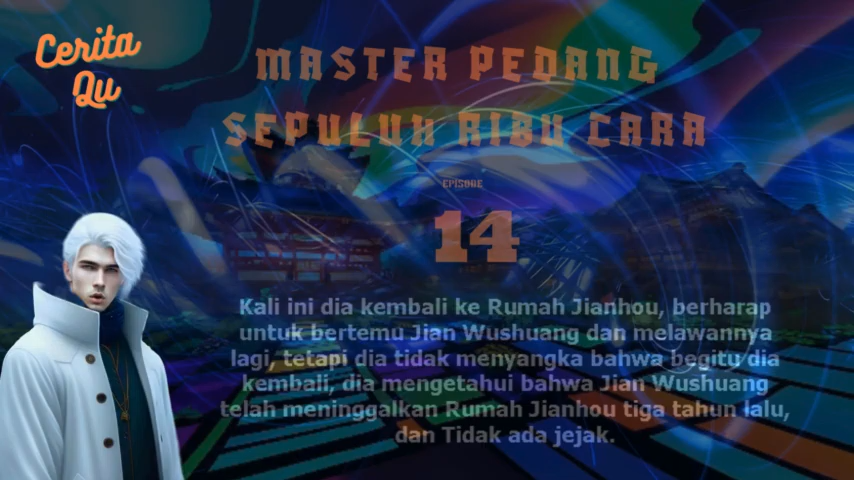 Cerita
Qu
MASTER PEDANG
SEPULUH RIBU CARA
EPISODE
14
Kali ini dia kembali ke Rumah Jianhou, berharap
untuk bertemu Jian Wushuang dan melawannya
lagi, tetapi dia tidak menyangka bahwa begitu dia
kembali, dia mengetahui bahwa Jian Wushuang
telah meninggalkan Rumah Jianhou tiga tahun lalu,
dan Tidak ada jejak.